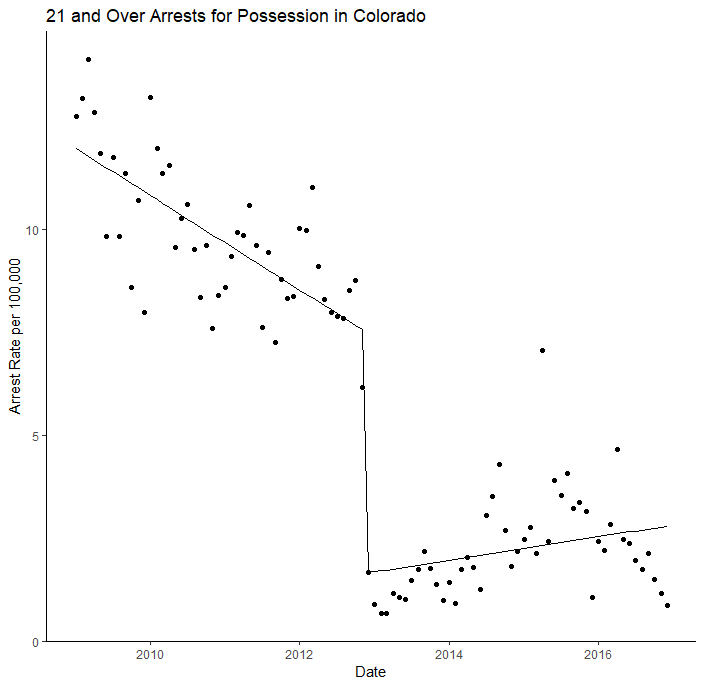 21 and Over Arrests for Possession in Colorado
Arrest Rate per 100,000
10
5
0
2010 2012 2014 2016
Date